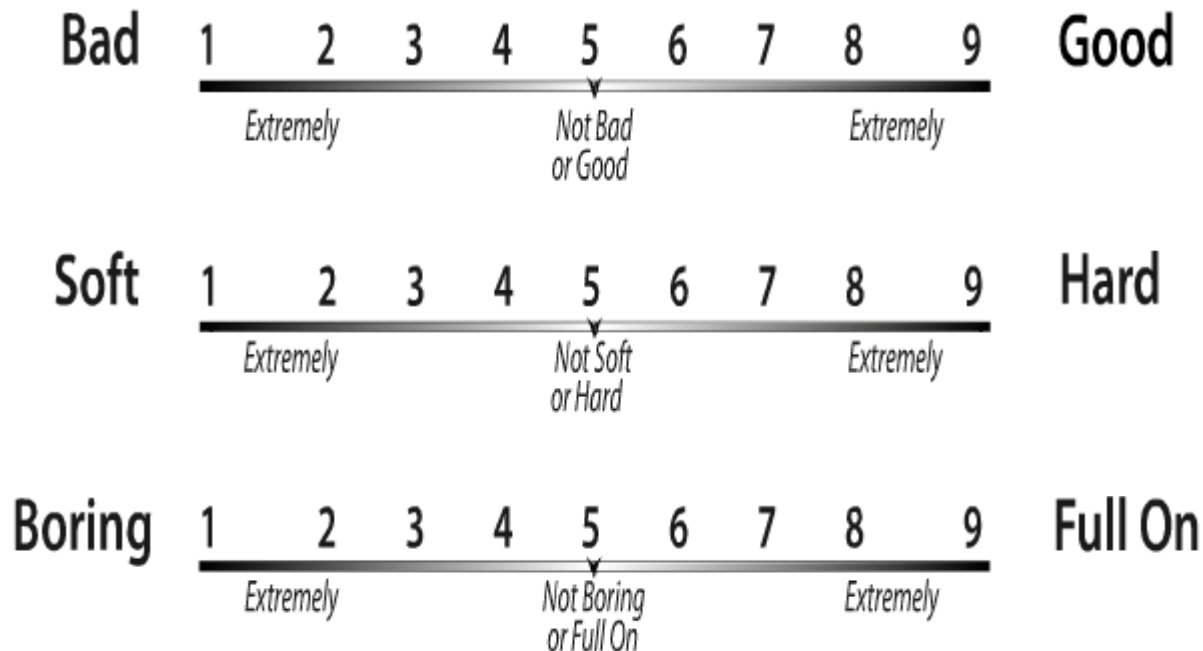 Bad 1 2 3 4 5 6 7 8 9 Good
Extremely Not Bad Extremely
or Good
Soft 1 2 3 4 5 6 7 8 9 Hard
Extremely Not Soft Extremely
or Hard
Boring 1 2 3 4 5 6 7 8 9 Full On
Extremely Not Boring Extremely
or Full On